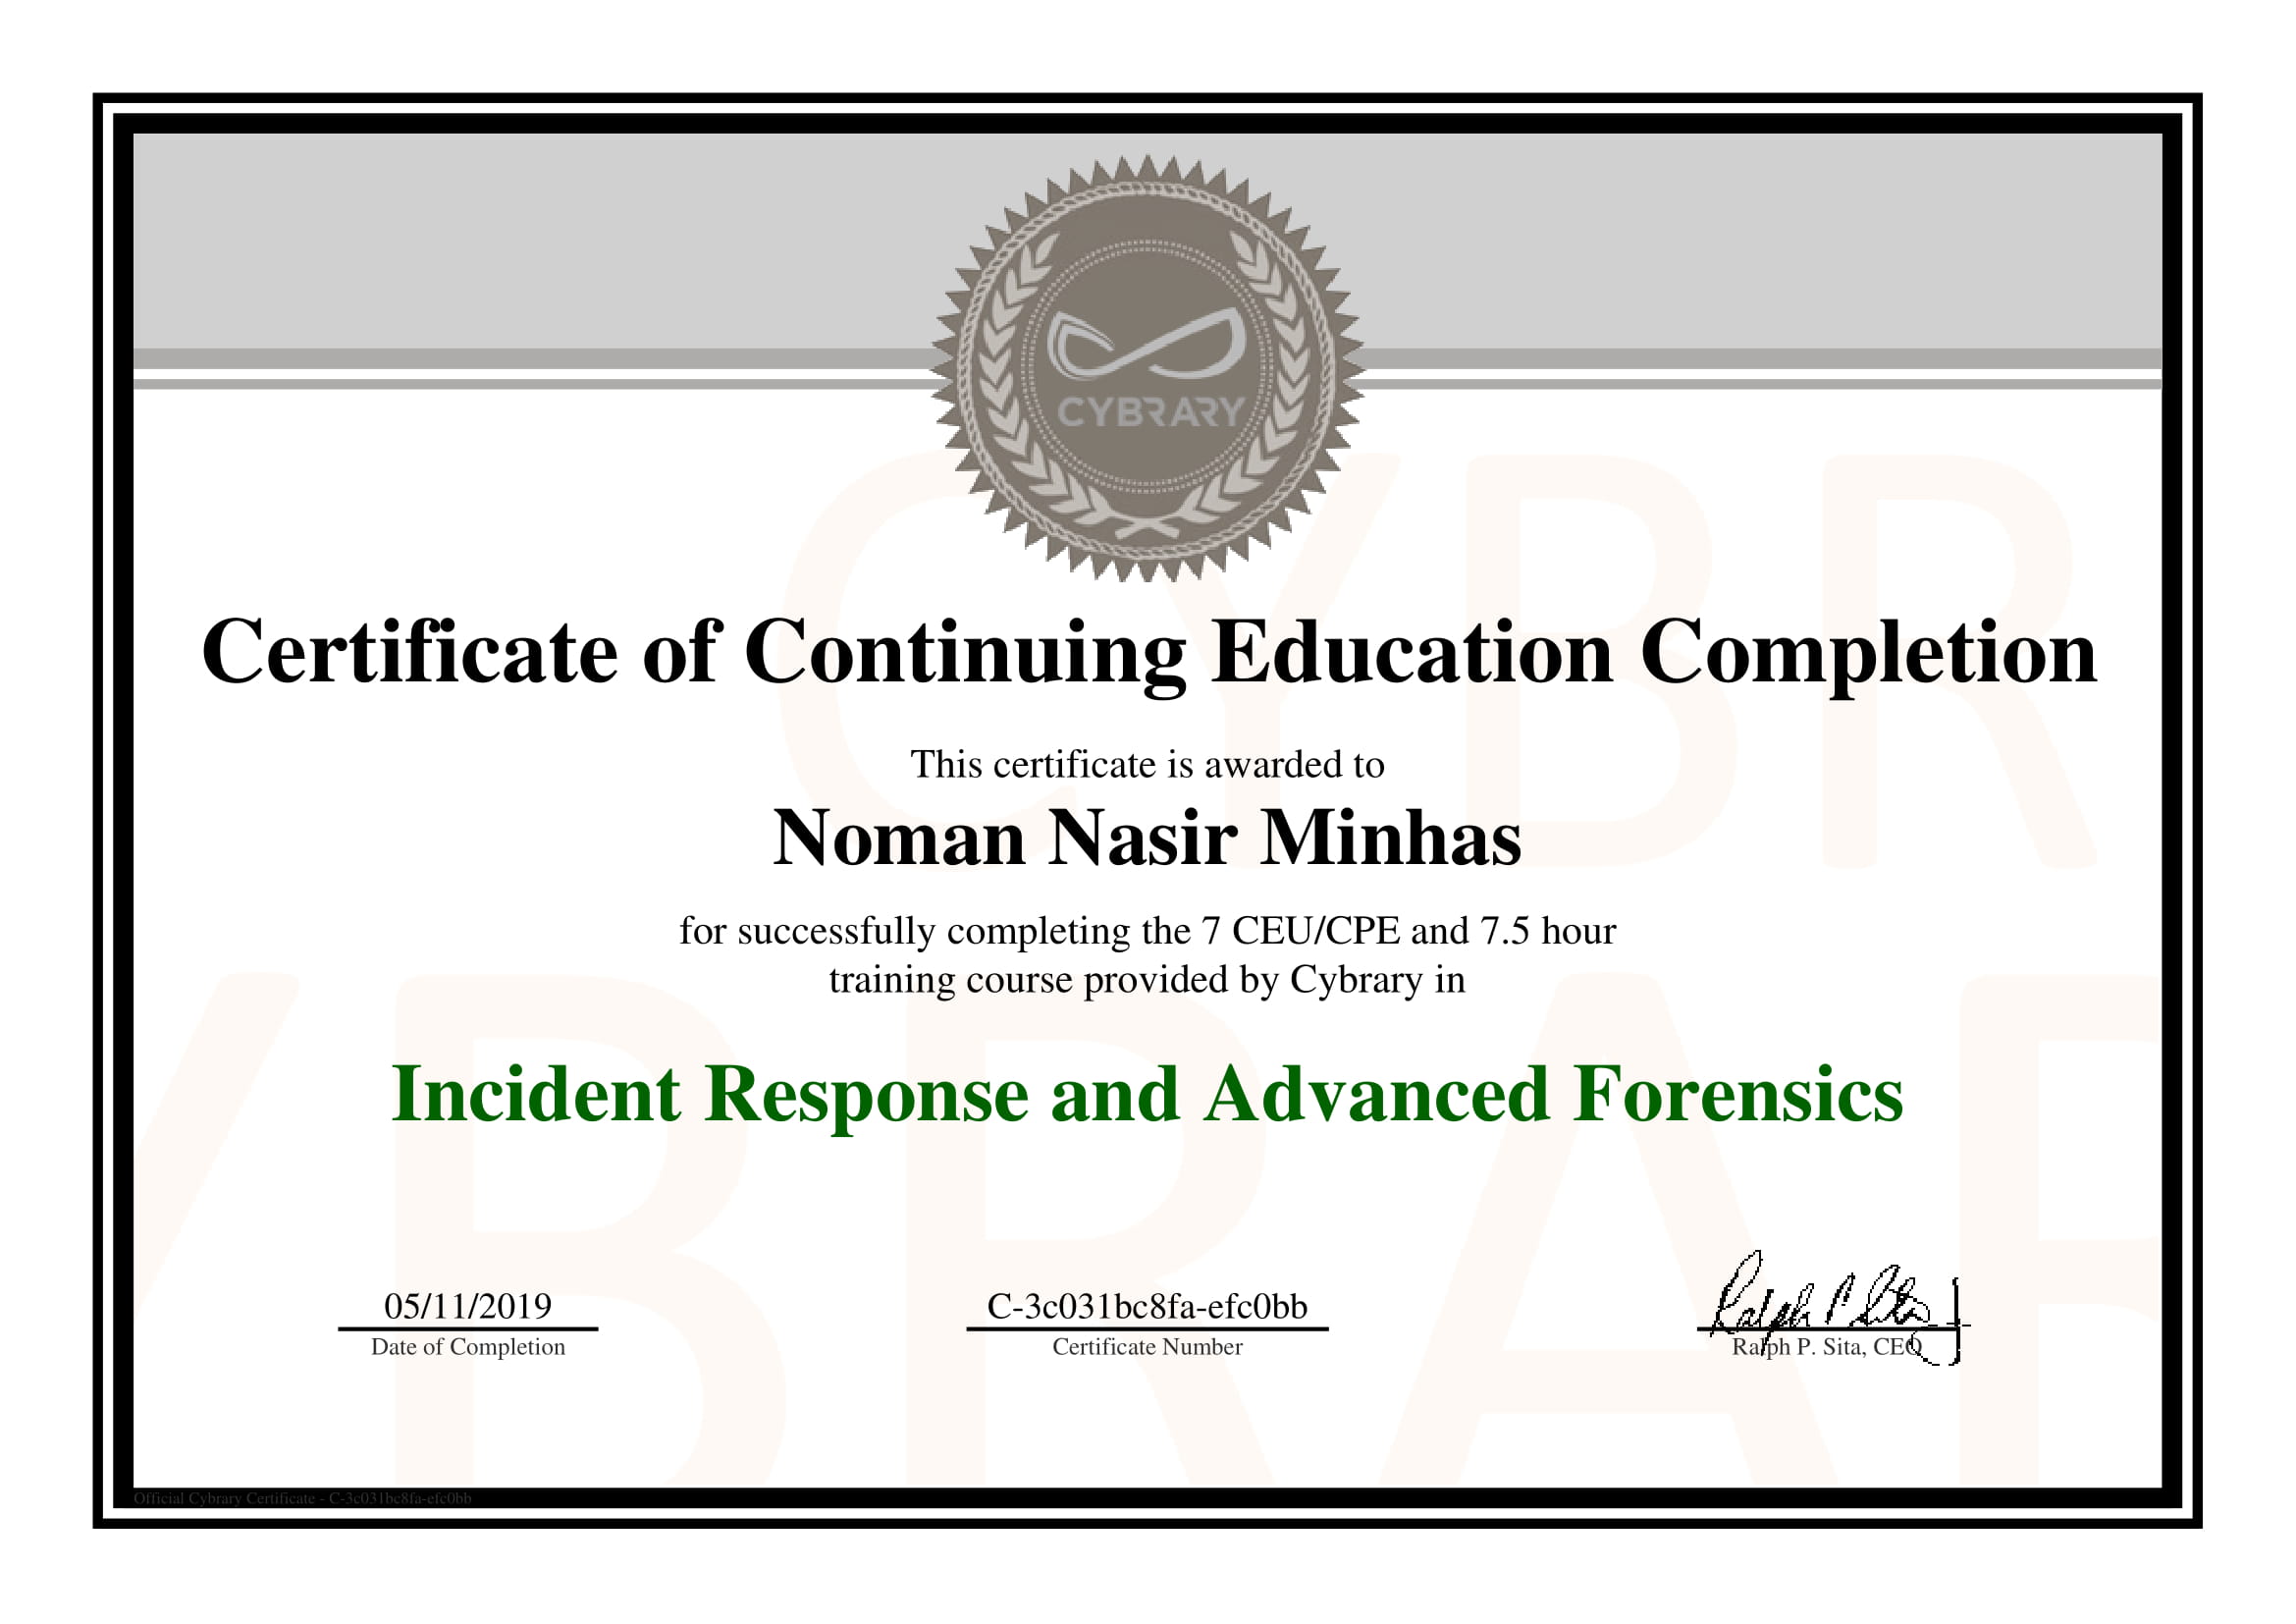 CYBRARY
Certificate of Continuing Education Completion
This certificate is awarded to
Noman Nasir Minhas
for successfully completing the 7 CEU/CPE and 7.5 hour
training course provided by Cybrary in
Incident Response and Advanced Forensics
05/11/2019
Date of Completion
C-3c031bc8fa-efc0bb
Certificate Number
Ralph P. Sita, CEO
Official Cybrary Certificate - C-3c031bc8fa-efc0bb